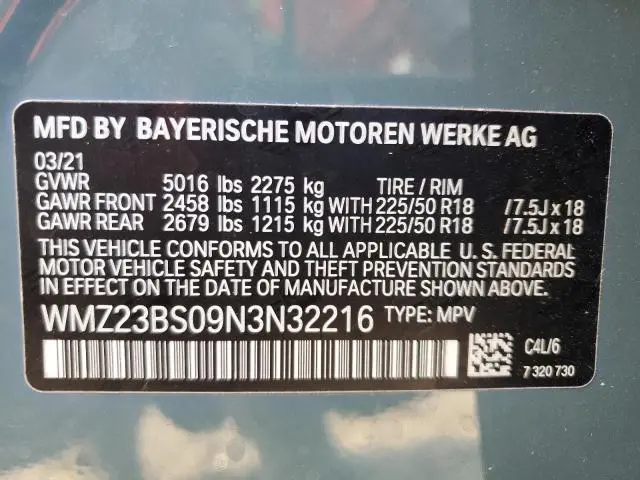 MFD BY BAYERISCHE MOTOREN WERKE AG
03/21
GVWR 5016 lbs 2275 kg TIRE / RIM
GAWR FRONT 2458 lbs 1115 kg WITH 225/50 R18 /7.5J x 18
GAWR REAR 2679 lbs 1215 kg WITH 225/50 R18 /7.5J x 18
THIS VEHICLE CONFORMS TO ALL APPLICABLE U. S. FEDERAL
MOTOR VEHICLE SAFETY AND THEFT PREVENTION STANDARDS
IN EFFECT ON THE DATE OF MANUFACTURE SHOWN ABOVE.
WMZ23BS09N3N32216 TYPE: MPV
C4L/6
7 320 730